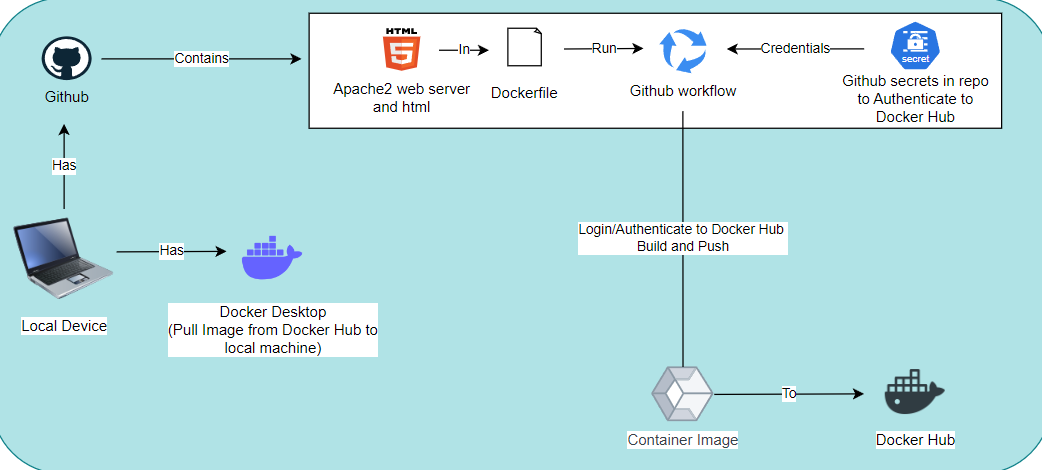 HTML
5
In
Run
Credentials
secret
Github
Contains
Apache2 web server
and html
Dockerfile
Github workflow
Github secrets in repo
to Authenticate to
Docker Hub
Has
Login/Authenticate to Docker Hub
Build and Push
Has
Local Device
Docker Desktop
(Pull Image from Docker Hub to
local machine)
To
Container Image
Docker Hub